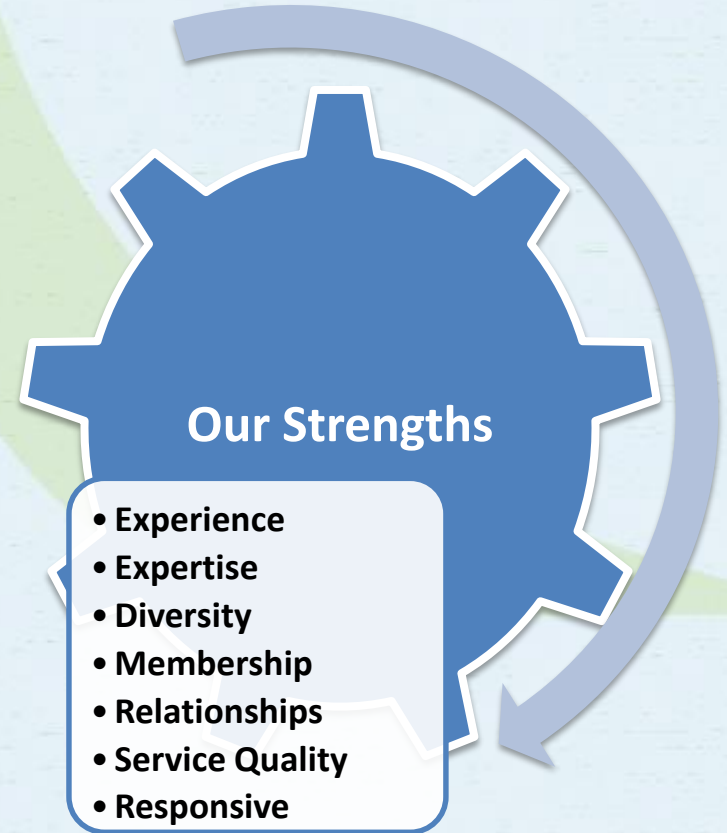 Our Strengths
• Experience
• Expertise
• Diversity
• Membership
• Relationships
• Service Quality
• Responsive